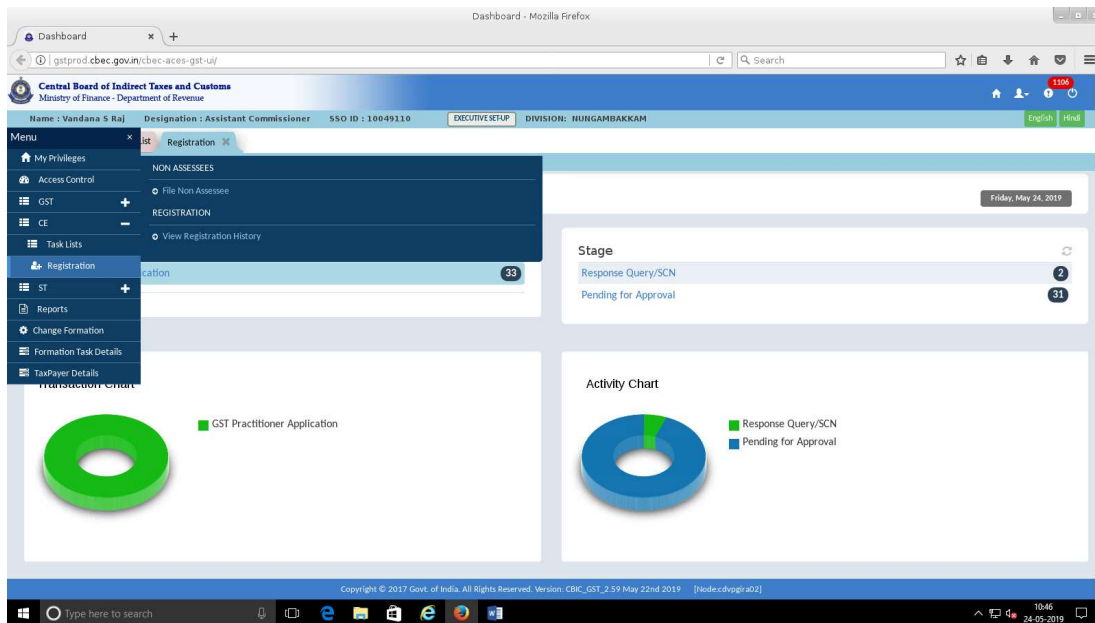 Dashboard - Mozilla Firefox
Dashboard
gstprod.cbec.gov.in/cbec-aces-gst-ui/
Search
Central Board of Indirect Taxes and Customs
Ministry of Finance - Department of Revenue
1106
Name : Vandana S Raj Designation : Assistant Commissioner SSO ID : 10049110 EXECUTIVE SET-UP DIVISION: NUNGAMBAKKAM English Hindi
Menu × ist Registration
My Privileges
NON ASSESSEES
Access Control
File Non Assessee
GST
Friday, May 24, 2019
REGISTRATION
CE
View Registration History
Task Lists
Stage
Registration
cation 33
Response Query/SCN 2
ST
Pending for Approval 31
Reports
Change Formation
Formation Task Details
TaxPayer Details
Transaction Chart
Activity Chart
GST Practitioner Application
Response Query/SCN
Pending for Approval
Copyright © 2017 Govt. of India. All Rights Reserved. Version: CBIC_GST_2.59 May 22nd 2019 [Node:cdvpgira02]
Type here to search
10:46
24-05-2019